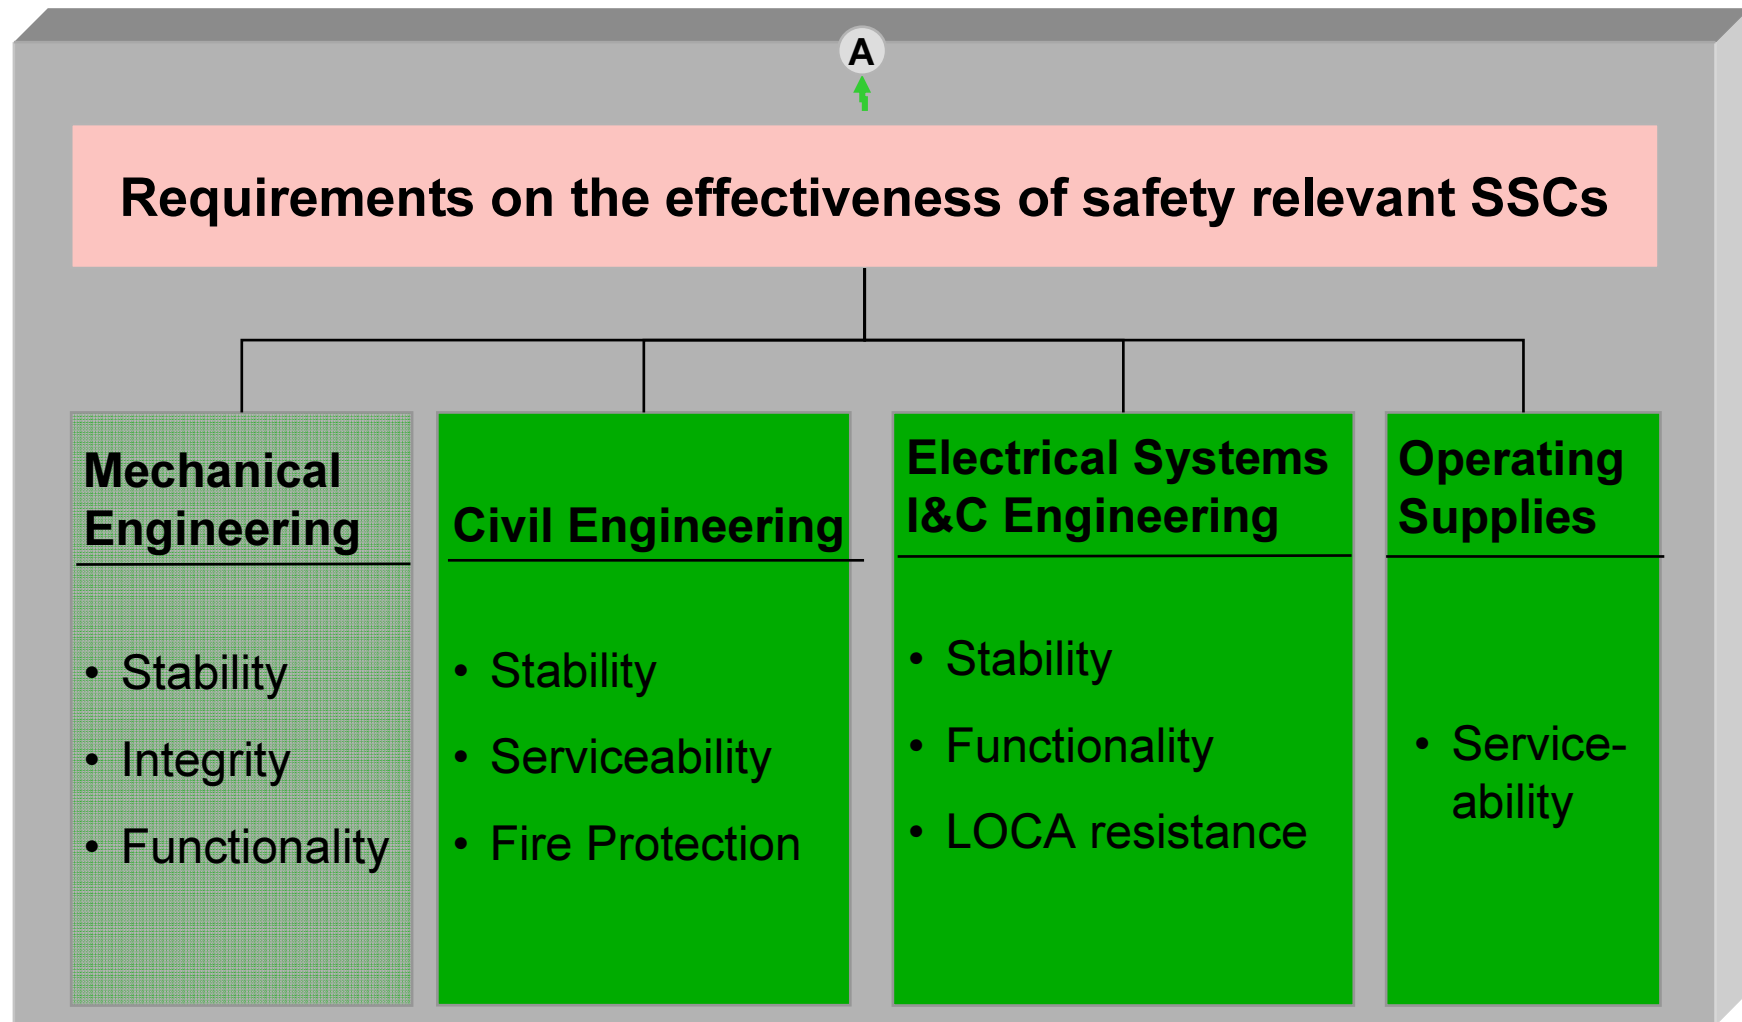 A
Requirements on the effectiveness of safety relevant SSCs
Mechanical
Engineering
• Stability
• Integrity
• Functionality
Civil Engineering
• Stability
• Serviceability
• Fire Protection
Electrical Systems
I&C Engineering
• Stability
• Functionality
• LOCA resistance
Operating
Supplies
• Service-
ability